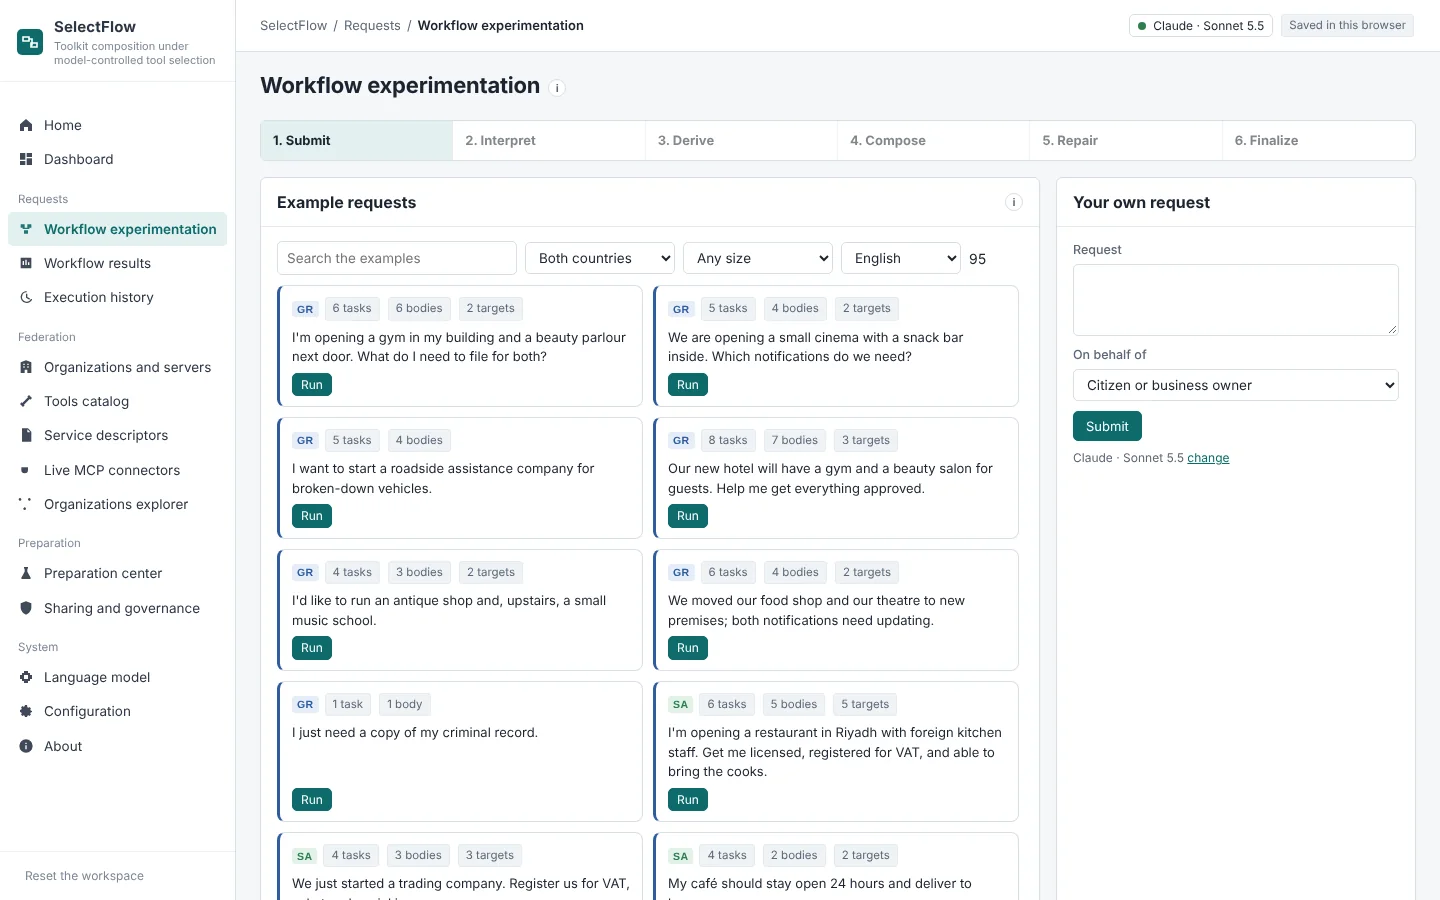 SelectFlow
Toolkit composition under
model-controlled tool selection
Home
Dashboard
Requests
Workflow experimentation
Workflow results
Execution history
Federation
Organizations and servers
Tools catalog
Service descriptors
Live MCP connectors
Organizations explorer
Preparation
Preparation center
Sharing and governance
System
Language model
Configuration
About
Reset the workspace
SelectFlow / Requests / Workflow experimentation
Claude · Sonnet 5.5
Saved in this browser
Workflow experimentation i
1. Submit
2. Interpret
3. Derive
4. Compose
5. Repair
6. Finalize
Example requests i
Search the examples
Both countries
Any size
English
95
GR 6 tasks 6 bodies 2 targets
I'm opening a gym in my building and a beauty parlour
next door. What do I need to file for both?
Run
GR 5 tasks 4 bodies 2 targets
We are opening a small cinema with a snack bar
inside. Which notifications do we need?
Run
GR 5 tasks 4 bodies
I want to start a roadside assistance company for
broken-down vehicles.
Run
GR 8 tasks 7 bodies 3 targets
Our new hotel will have a gym and a beauty salon for
guests. Help me get everything approved.
Run
GR 4 tasks 3 bodies 2 targets
I'd like to run an antique shop and, upstairs, a small
music school.
Run
GR 6 tasks 4 bodies 2 targets
We moved our food shop and our theatre to new
premises; both notifications need updating.
Run
GR 1 task 1 body
I just need a copy of my criminal record.
Run
SA 6 tasks 5 bodies 5 targets
I'm opening a restaurant in Riyadh with foreign kitchen
staff. Get me licensed, registered for VAT, and able to
bring the cooks.
Run
SA 4 tasks 3 bodies 3 targets
We just started a trading company. Register us for VAT,
SA 4 tasks 2 bodies 2 targets
My café should stay open 24 hours and deliver to
Your own request
Request
On behalf of
Citizen or business owner
Submit
Claude · Sonnet 5.5 change